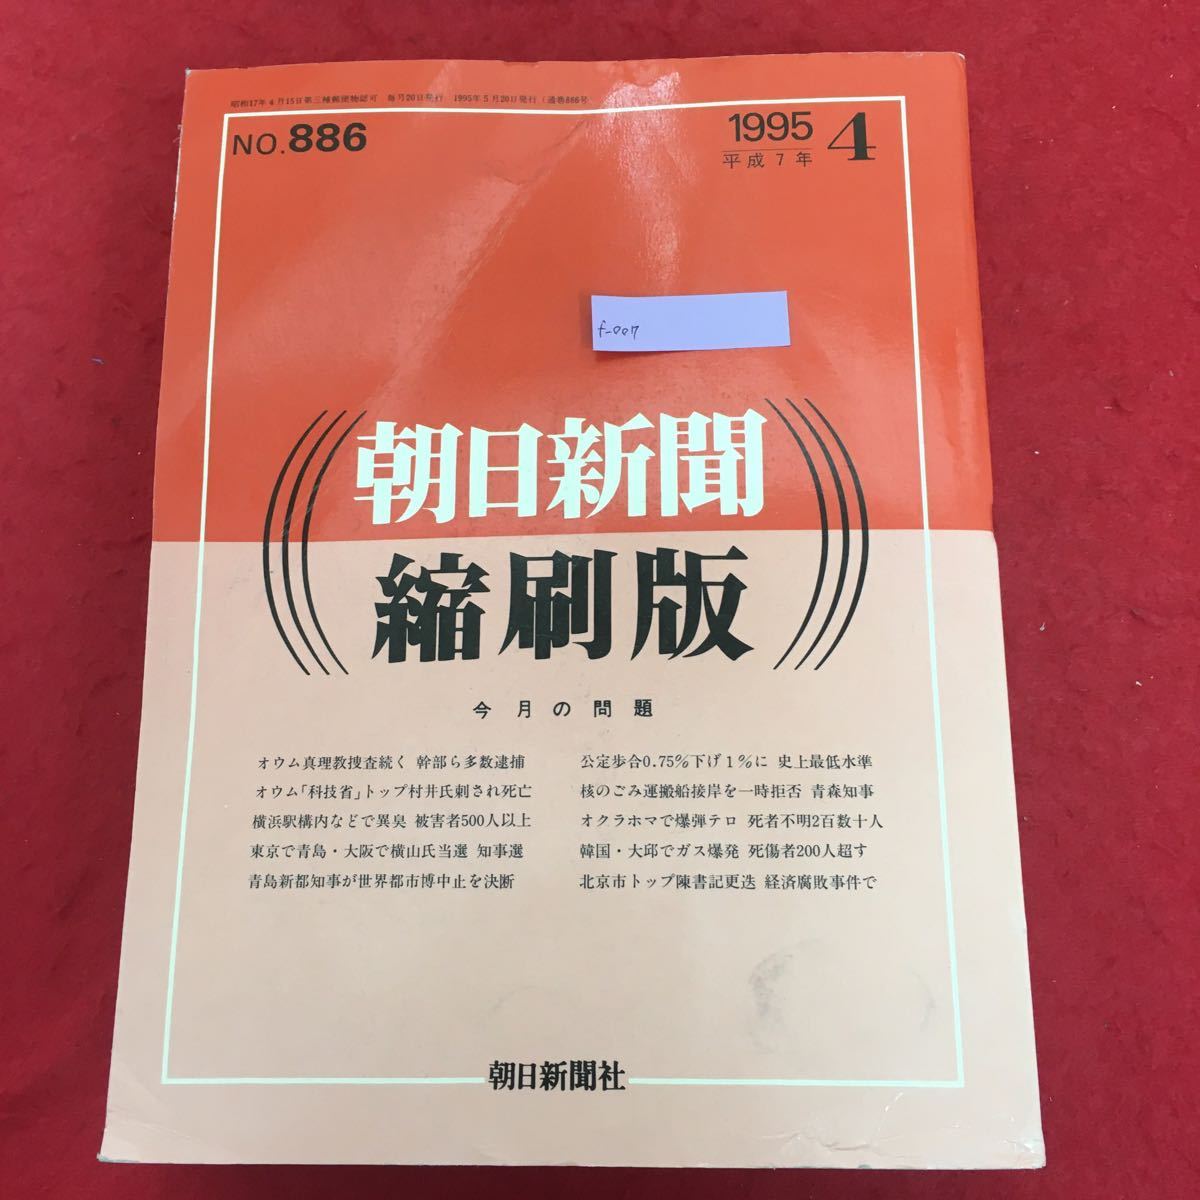 昭和17年4月15日第三種郵便物認可 毎月20日発行 1995年5月20日発行(通巻886号)
NO.886
1995 4
平成7年
f-007
朝日新聞
縮刷版
今月の問題
オウム真理教捜査続く 幹部ら多数逮捕
オウム「科技省」トップ村井氏刺され死亡
横浜駅構内などで異臭 被害者500人以上
東京で青島・大阪で横山氏当選 知事選
青島新都知事が世界都市博中止を決断
公定歩合0.75%下げ1%に 史上最低水準
核のごみ運搬船接岸を一時拒否 青森知事
オクラホマで爆弾テロ 死者不明2百数十人
韓国・大邱でガス爆発 死傷者200人超す
北京市トップ陳書記更迭 経済腐敗事件で
朝日新聞社